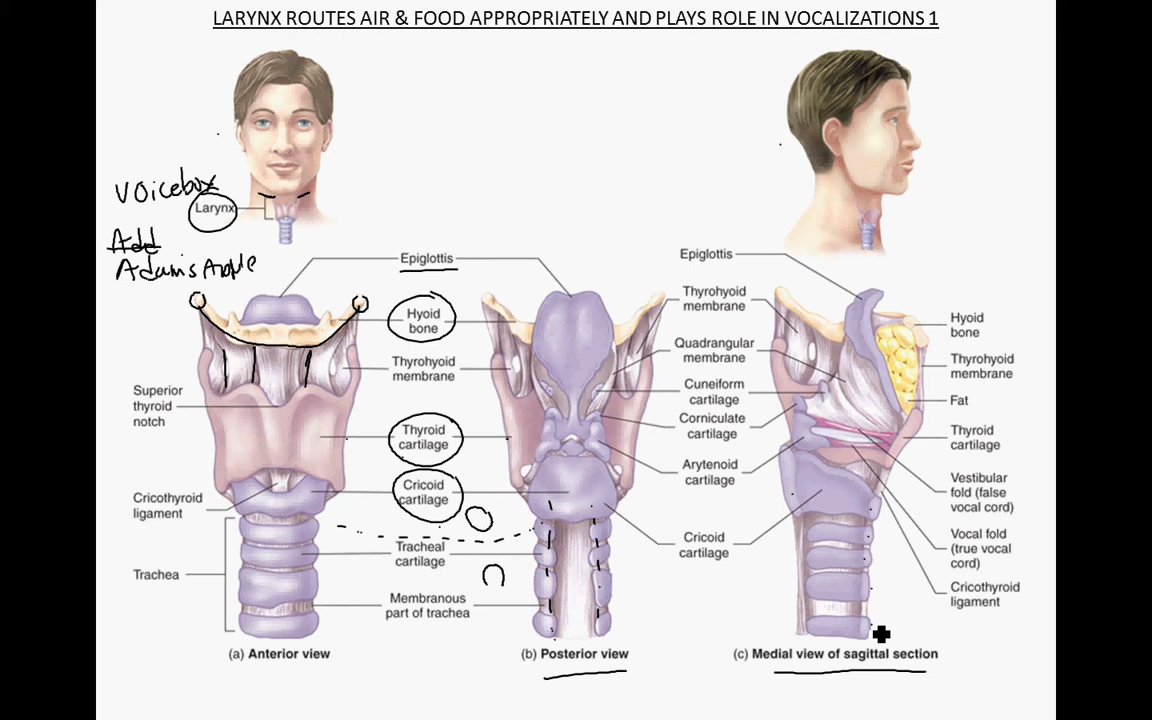 LARYNX ROUTES AIR & FOOD APPROPRIATELY AND PLAYS ROLE IN VOCALIZATIONS 1
Voicebox
Larynx
Add
Adam's Apple
Epiglottis
Hyoid
bone
Thyrohyoid
membrane
Superior
thyroid
notch
Thyroid
cartilage
Cricoid
cartilage
Cricothyroid
ligament
Tracheal
cartilage
Trachea
Membranous
part of trachea
(a) Anterior view
(b) Posterior view
Epiglottis
Thyrohyoid
membrane
Quadrangular
membrane
Cuneiform
cartilage
Corniculate
cartilage
Arytenoid
cartilage
Cricoid
cartilage
Hyoid
bone
Thyrohyoid
membrane
Fat
Thyroid
cartilage
Vestibular
fold (false
vocal cord)
Vocal fold
(true vocal
cord)
Cricothyroid
ligament
(c) Medial view of sagittal section